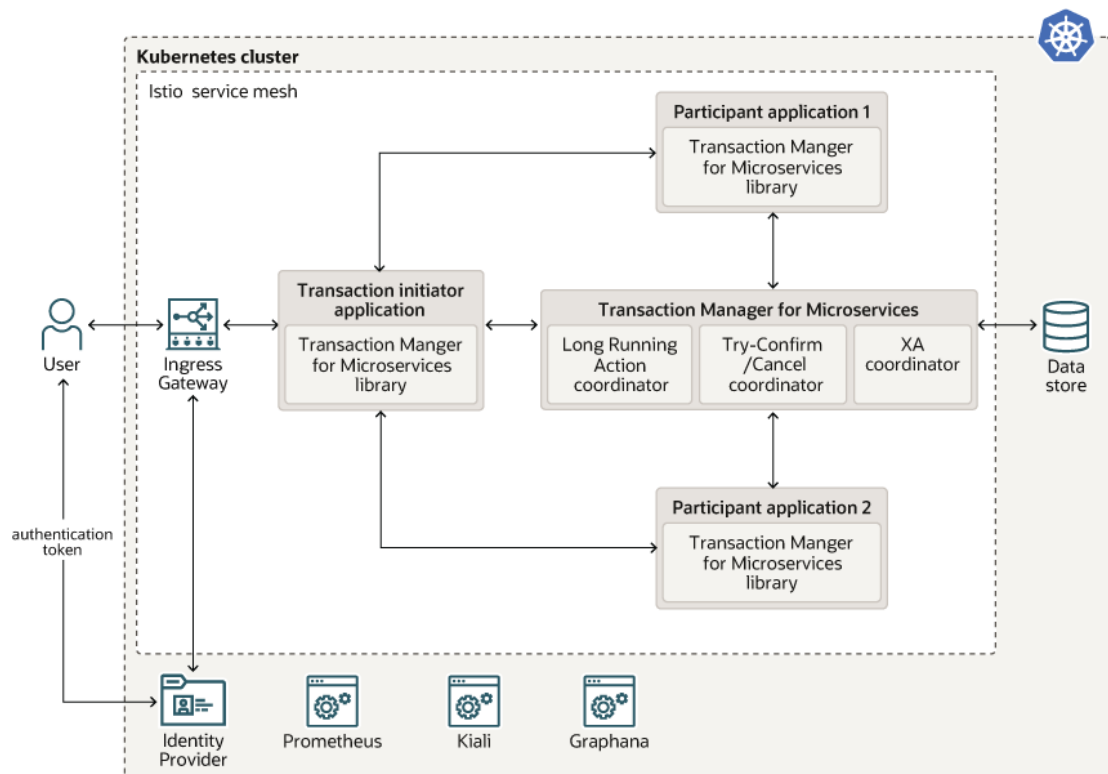 Kubernetes cluster
Istio service mesh
Participant application 1
Transaction Manger
for Microservices
library
Transaction initiator
application
Transaction Manger
for Microservices
library
Transaction Manager for Microservices
Long Running
Action
coordinator
Try-Confirm
/Cancel
coordinator
XA
coordinator
User
Ingress
Gateway
Data
store
Participant application 2
Transaction Manger
for Microservices
library
authentication
token
Identity
Provider
Prometheus
Kiali
Graphana